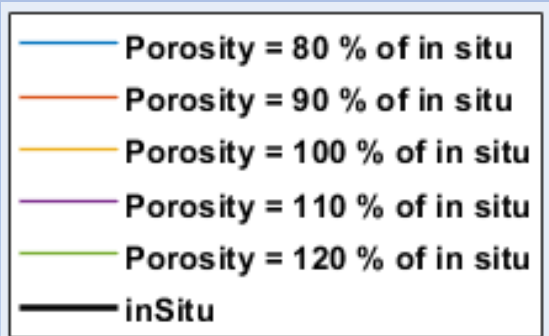 Porosity = 80 % of in situ
Porosity = 90 % of in situ
Porosity = 100 % of in situ
Porosity = 110 % of in situ
Porosity = 120 % of in situ
inSitu